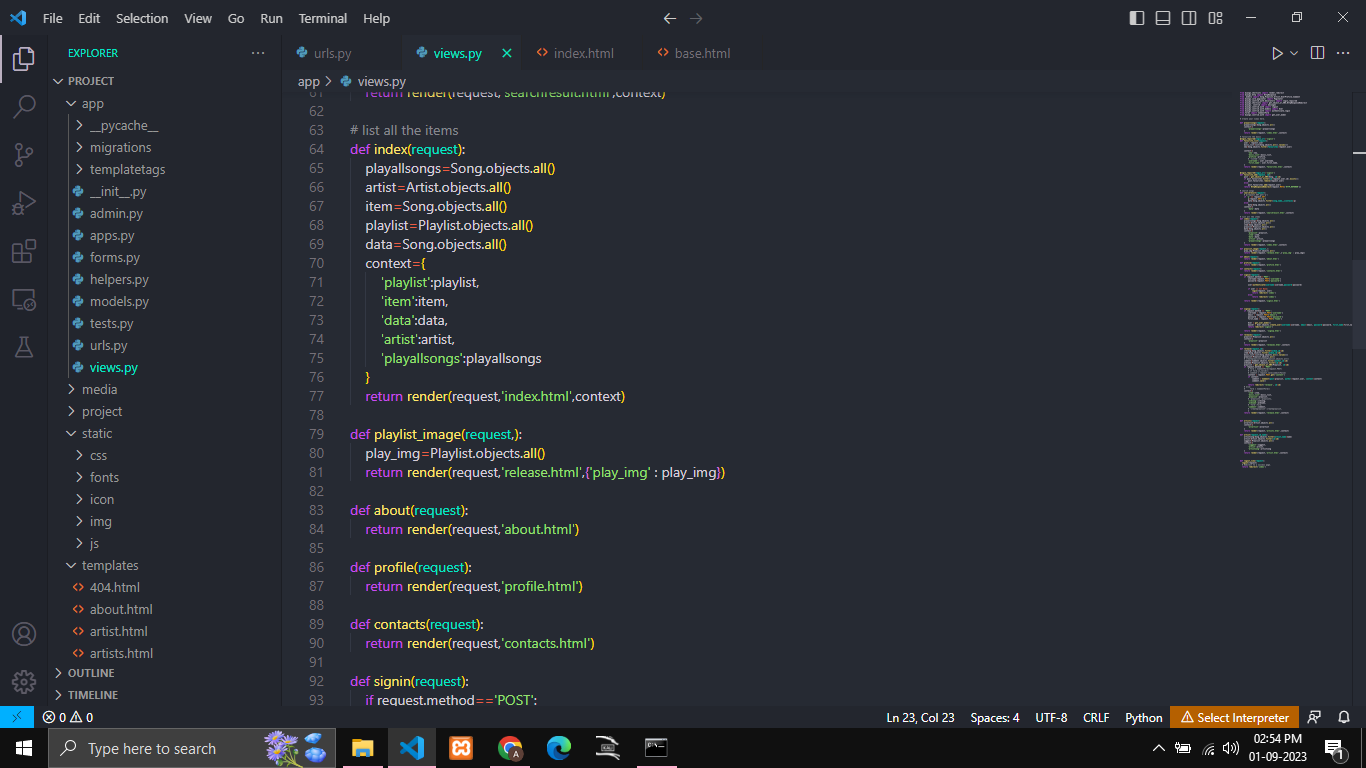 File Edit Selection View Go Run Terminal Help
EXPLORER
urls.py
views.py
index.html
base.html
PROJECT
app > views.py
app
__pycache__
migrations
templatetags
__init__.py
admin.py
apps.py
forms.py
helpers.py
models.py
tests.py
urls.py
views.py
media
project
static
css
fonts
icon
img
js
templates
404.html
about.html
artist.html
artists.html
OUTLINE
TIMELINE
61 return render(request,'searchresult.html',context)
62
63 # list all the items
64 def index(request):
65 playallsongs=Song.objects.all()
66 artist=Artist.objects.all()
67 item=Song.objects.all()
68 playlist=Playlist.objects.all()
69 data=Song.objects.all()
70 context={
71 'playlist':playlist,
72 'item':item,
73 'data':data,
74 'artist':artist,
75 'playallsongs':playallsongs
76 }
77 return render(request,'index.html',context)
78
79 def playlist_image(request,):
80 play_img=Playlist.objects.all()
81 return render(request,'release.html',{'play_img' : play_img})
82
83 def about(request):
84 return render(request,'about.html')
85
86 def profile(request):
87 return render(request,'profile.html')
88
89 def contacts(request):
90 return render(request,'contacts.html')
91
92 def signin(request):
93 if request.method=='POST':
0 0
Ln 23, Col 23 Spaces: 4 UTF-8 CRLF Python Select Interpreter
Type here to search
02:54 PM
01-09-2023
1